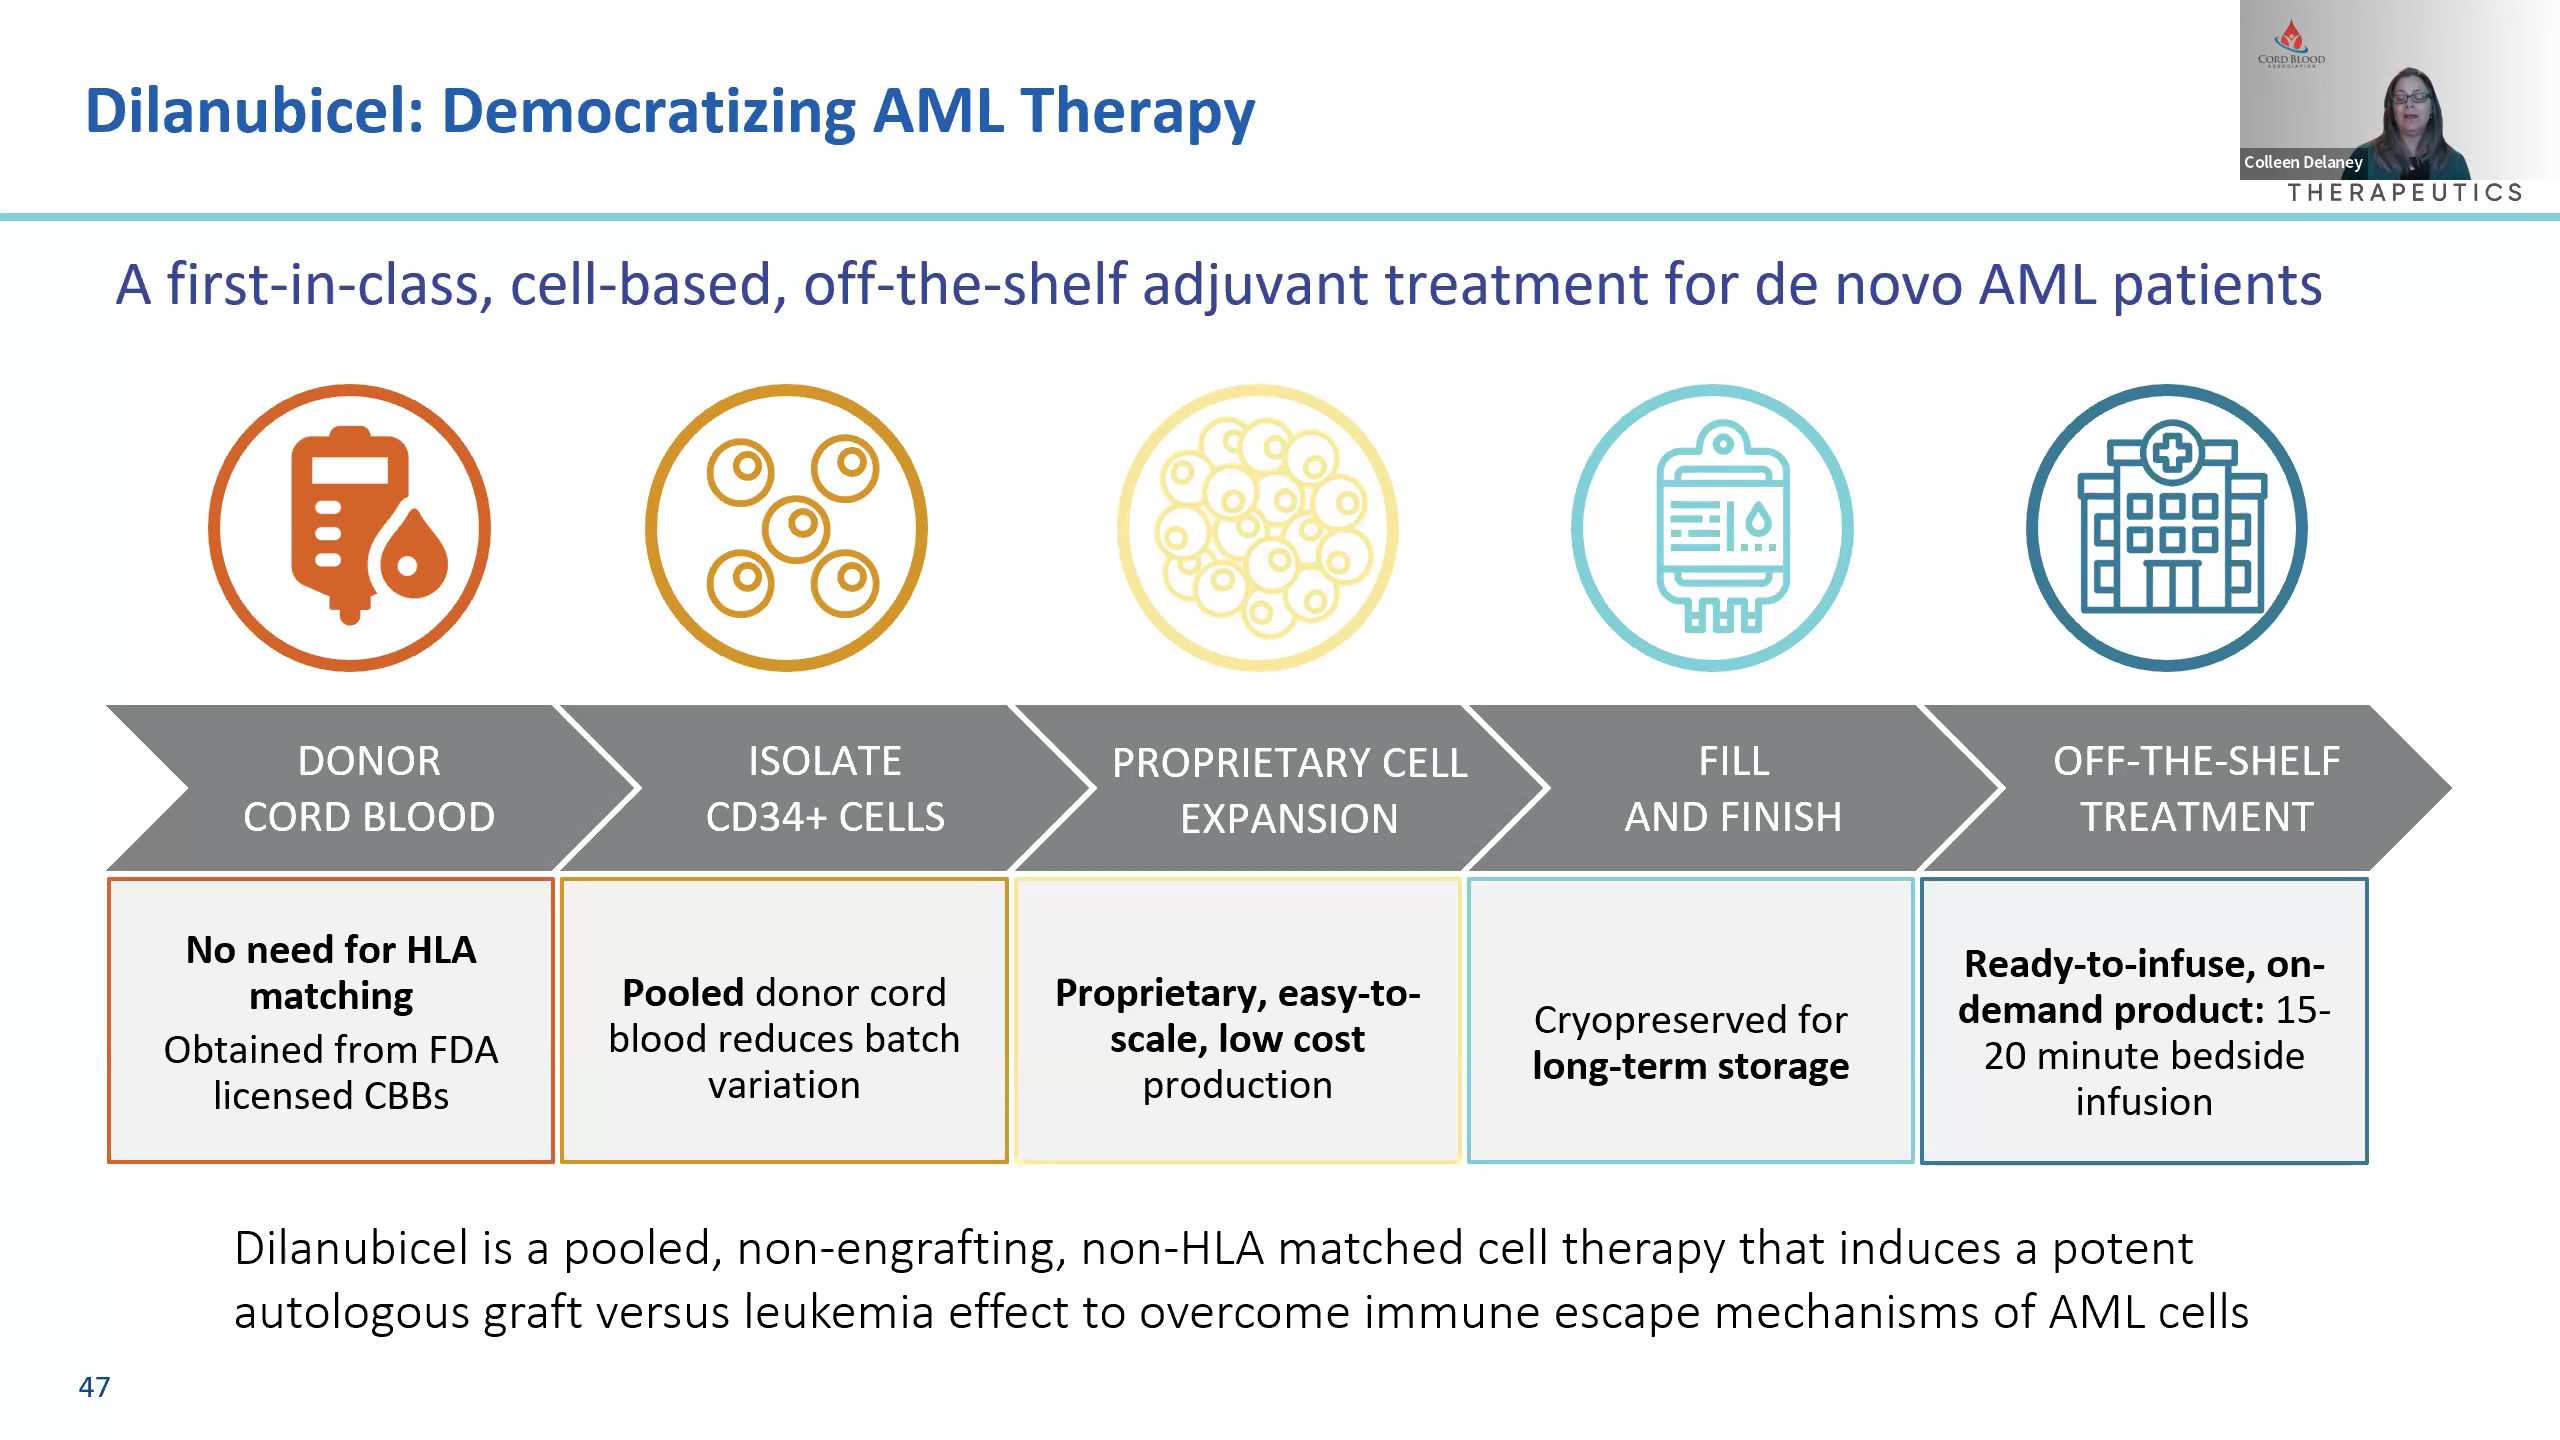 Dilanubicel: Democratizing AML Therapy
CORD BLOOD
ASSOCIATION
Colleen Delaney
THERAPEUTICS
A first-in-class, cell-based, off-the-shelf adjuvant treatment for de novo AML patients
DONOR
CORD BLOOD
ISOLATE
CD34+ CELLS
PROPRIETARY CELL
EXPANSION
FILL
AND FINISH
OFF-THE-SHELF
TREATMENT
No need for HLA
matching
Obtained from FDA
licensed CBBs
Pooled donor cord
blood reduces batch
variation
Proprietary, easy-to-
scale, low cost
production
Cryopreserved for
long-term storage
Ready-to-infuse, on-
demand product: 15-
20 minute bedside
infusion
Dilanubicel is a pooled, non-engrafting, non-HLA matched cell therapy that induces a potent
autologous graft versus leukemia effect to overcome immune escape mechanisms of AML cells
47